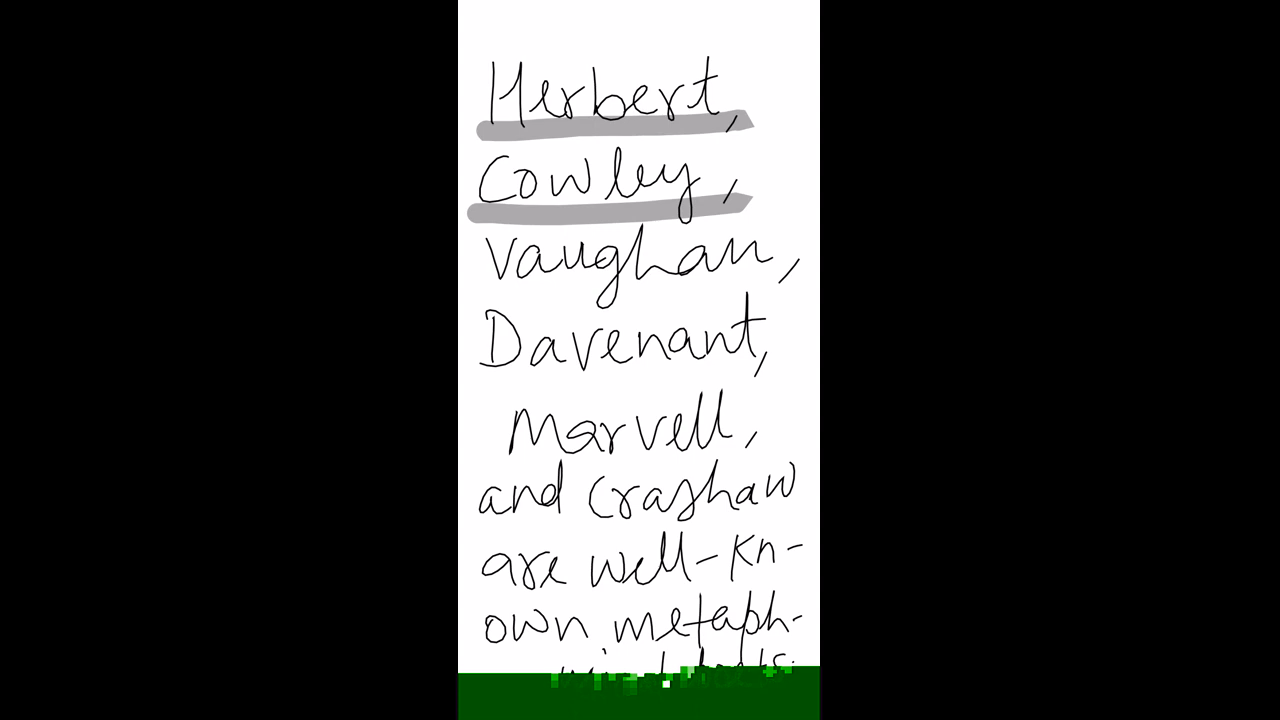 Herbert,
Cowley,
Vaughan,
Davenant,
Marvell,
and Crashaw
are well-kn-
own metaph-